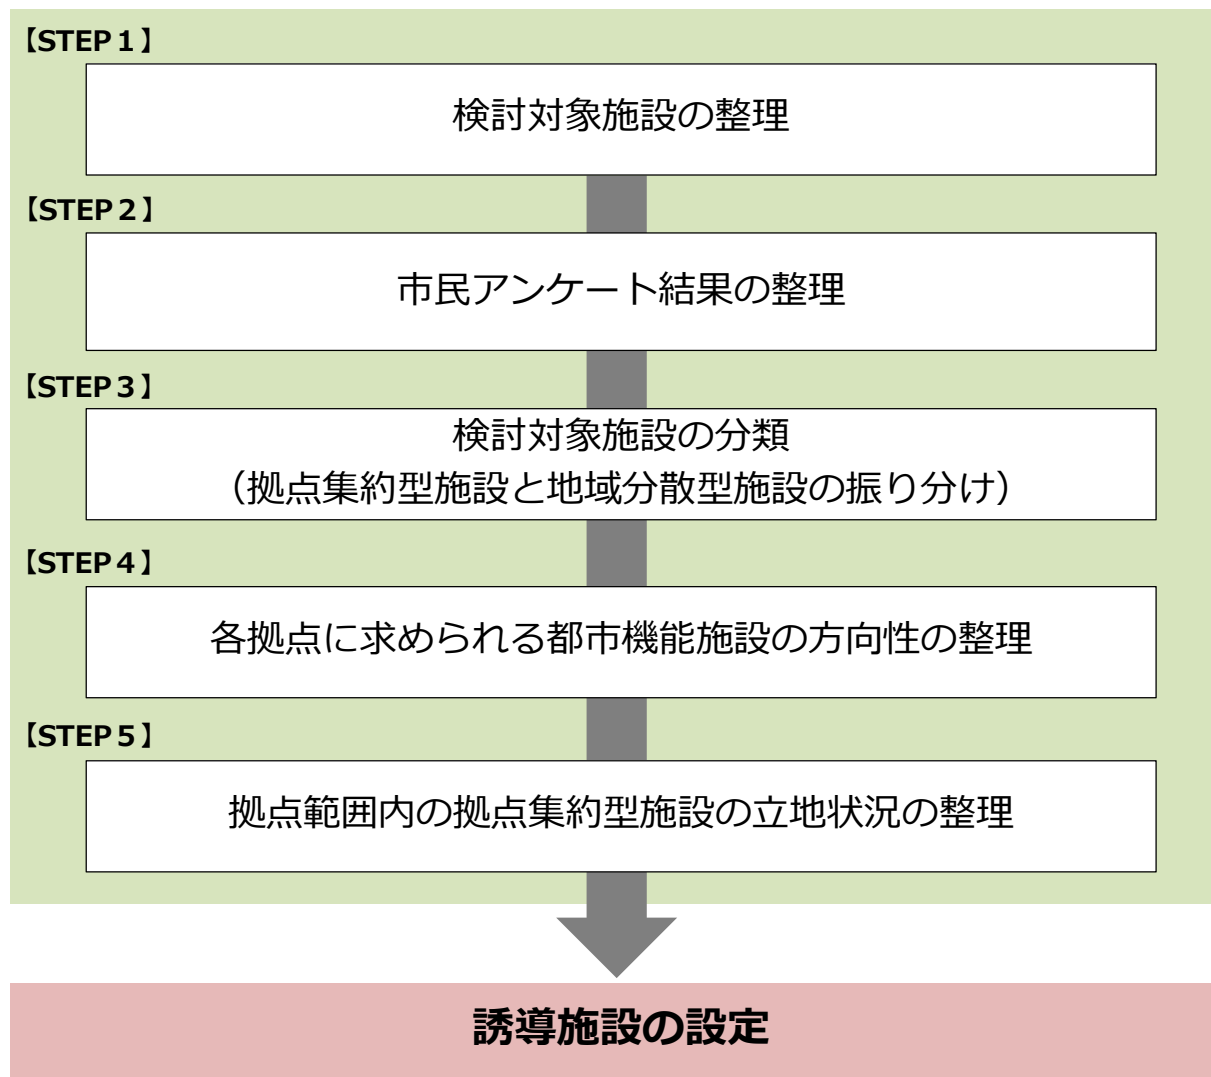 【STEP１】
検討対象施設の整理
【STEP２】
市民アンケート結果の整理
【STEP３】
検討対象施設の分類
（拠点集約型施設と地域分散型施設の振り分け）
【STEP４】
各拠点に求められる都市機能施設の方向性の整理
【STEP５】
拠点範囲内の拠点集約型施設の立地状況の整理
誘導施設の設定